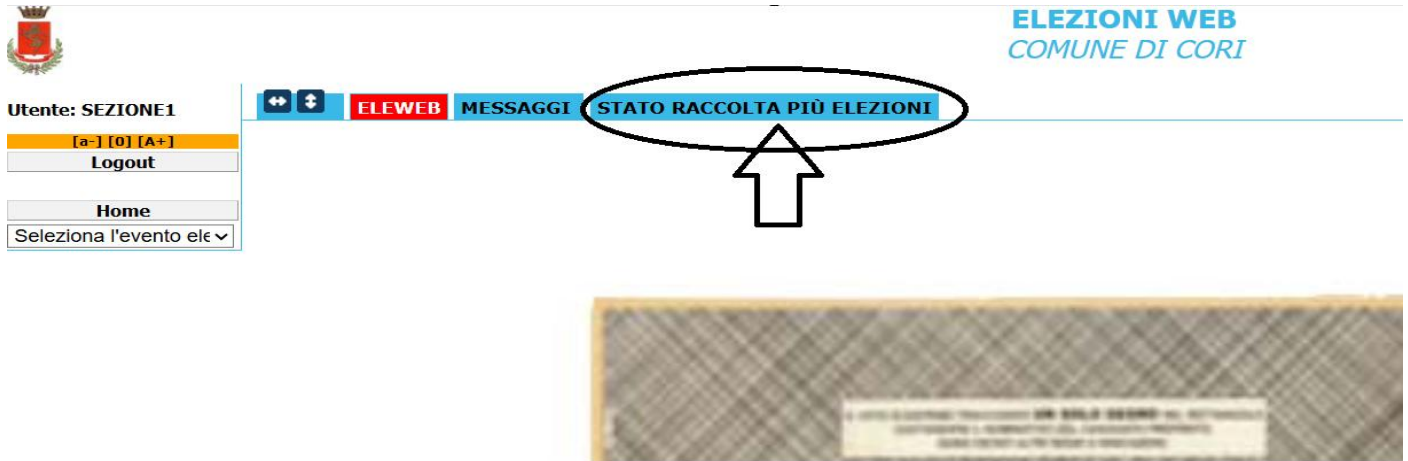 ELEZIONI WEB
COMUNE DI CORI
Utente: SEZIONE1
ELEWEB MESSAGGI STATO RACCOLTA PIÙ ELEZIONI
[a-] [0] [A+]
Logout
Home
Seleziona l'evento ele
UN SOLO SEGNO